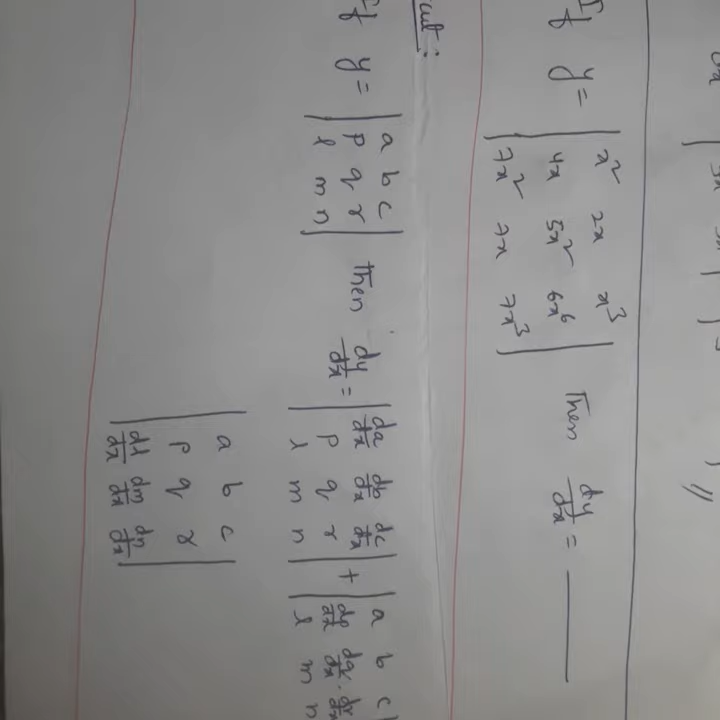 If y = | x² 2x x³ |
| 4x 5x² 6x⁶ | then dy/dx = ______
| 7x² 7x 7x³ |
cut:
If y = | a b c | then dy/dx = | da/dx db/dx dc/dx | + | a b c |
| p q r | | p q r | | dp/dx dq/dx dr/dx
| l m n | | l m n | | l m n
| a b c |
| p q r |
| dl/dx dm/dx dn/dx |